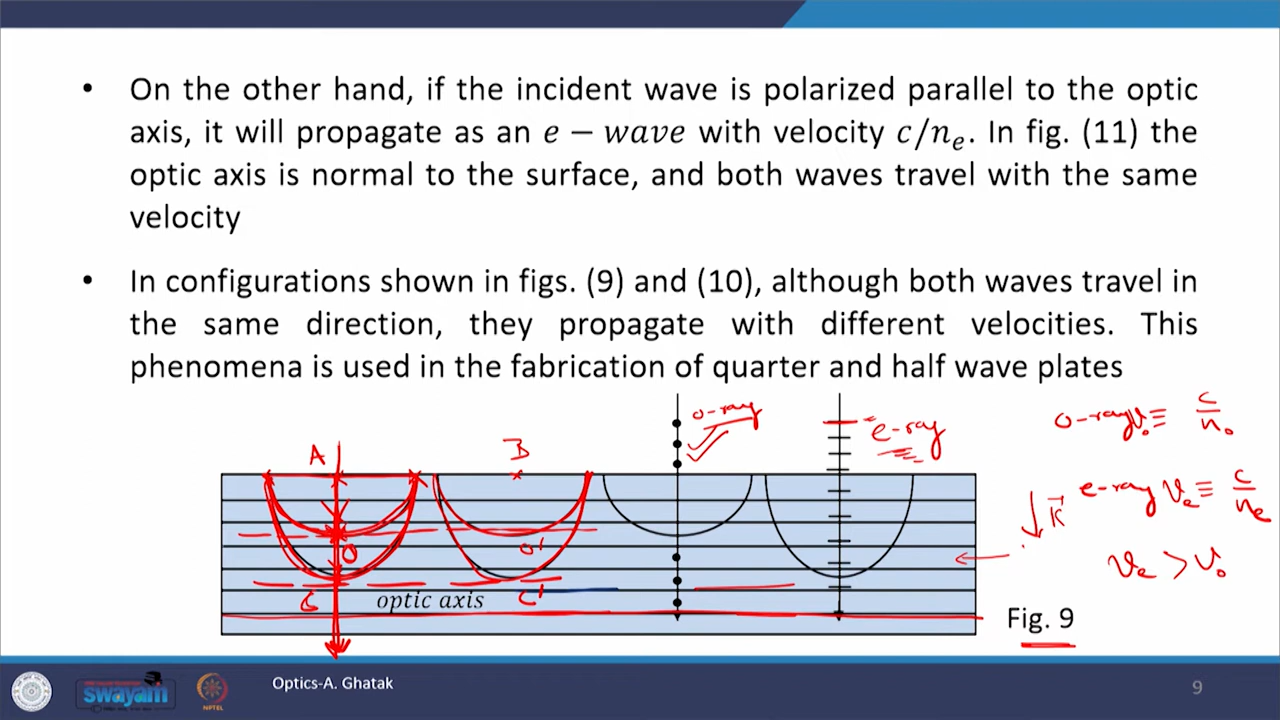 • On the other hand, if the incident wave is polarized parallel to the optic
axis, it will propagate as an e − wave with velocity c/nₑ. In fig. (11) the
optic axis is normal to the surface, and both waves travel with the same
velocity
• In configurations shown in figs. (9) and (10), although both waves travel in
the same direction, they propagate with different velocities. This
phenomena is used in the fabrication of quarter and half wave plates
A
B
o-ray
e-ray
o-ray v₀ ≡ c/n₀
e-ray vₑ ≡ c/nₑ
k⃗
vₑ > v₀
O
O'
optic axis
C'
Fig. 9
Optics-A. Ghatak
swayam
NPTEL
9